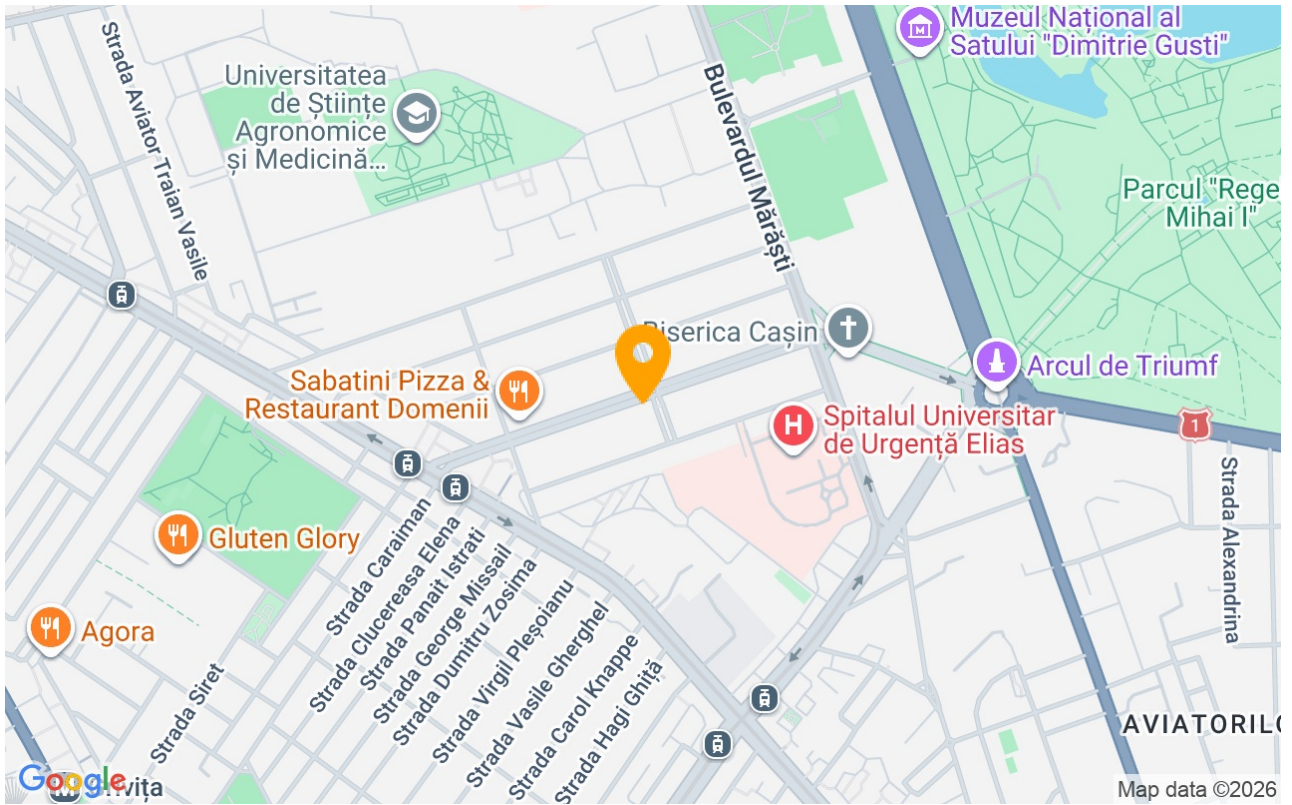 Muzeul Național al
Satului "Dimitrie Gusti"
Strada Aviator Traian Vasile
Universitatea
de Științe
Agronomice
și Medicină...
Bulevardul Mărăști
Parcul "Rege
Mihai I"
Biserica Cașin
Arcul de Triumf
Sabatini Pizza &
Restaurant Domenii
Spitalul Universitar
de Urgență Elias
1
Strada Alexandrina
Gluten Glory
Agora
Strada Siret
Strada Caraiman
Strada Clucereasa Elena
Strada Panait Istrati
Strada George Missail
Strada Dumitru Zosima
Strada Virgil Pleșoianu
Strada Vasile Gherghel
Strada Carol Knappe
Strada Hagi Ghiță
AVIATORILO
Google
Map data ©2026